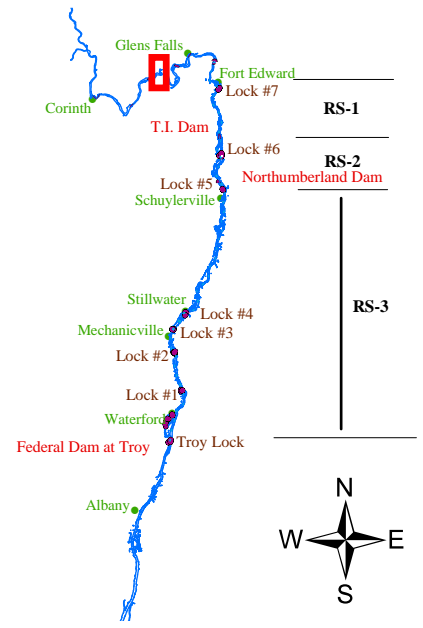 Glens Falls
Fort Edward
Lock #7
Corinth
RS-1
T.I. Dam
Lock #6
RS-2
Northumberland Dam
Lock #5
Schuylerville
Stillwater
RS-3
Lock #4
Mechanicville
Lock #3
Lock #2
Lock #1
Waterford
Federal Dam at Troy
Troy Lock
N
Albany
W
E
S